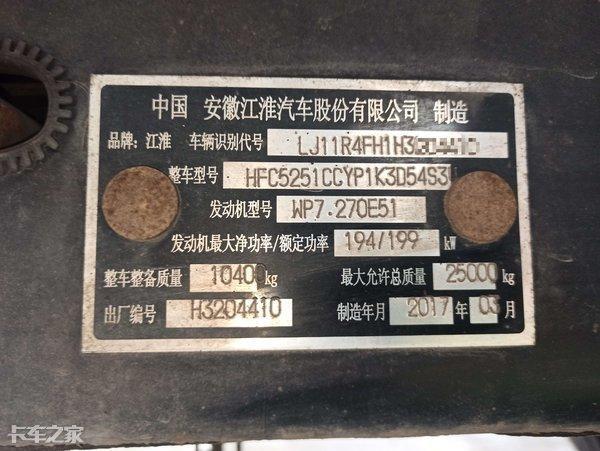 中国 安徽江淮汽车股份有限公司 制造
品牌: 江淮 车辆识别代号 LJ11R4FH1H3204410
整车型号 HFC5251CCYP1K3D54S3
发动机型号 WP7.270E51
发动机最大净功率/额定功率 194/199 kW
整车整备质量 10400 kg 最大允许总质量 25000 kg
出厂编号 H3204410 制造年月 2017 年 03 月
卡车之家